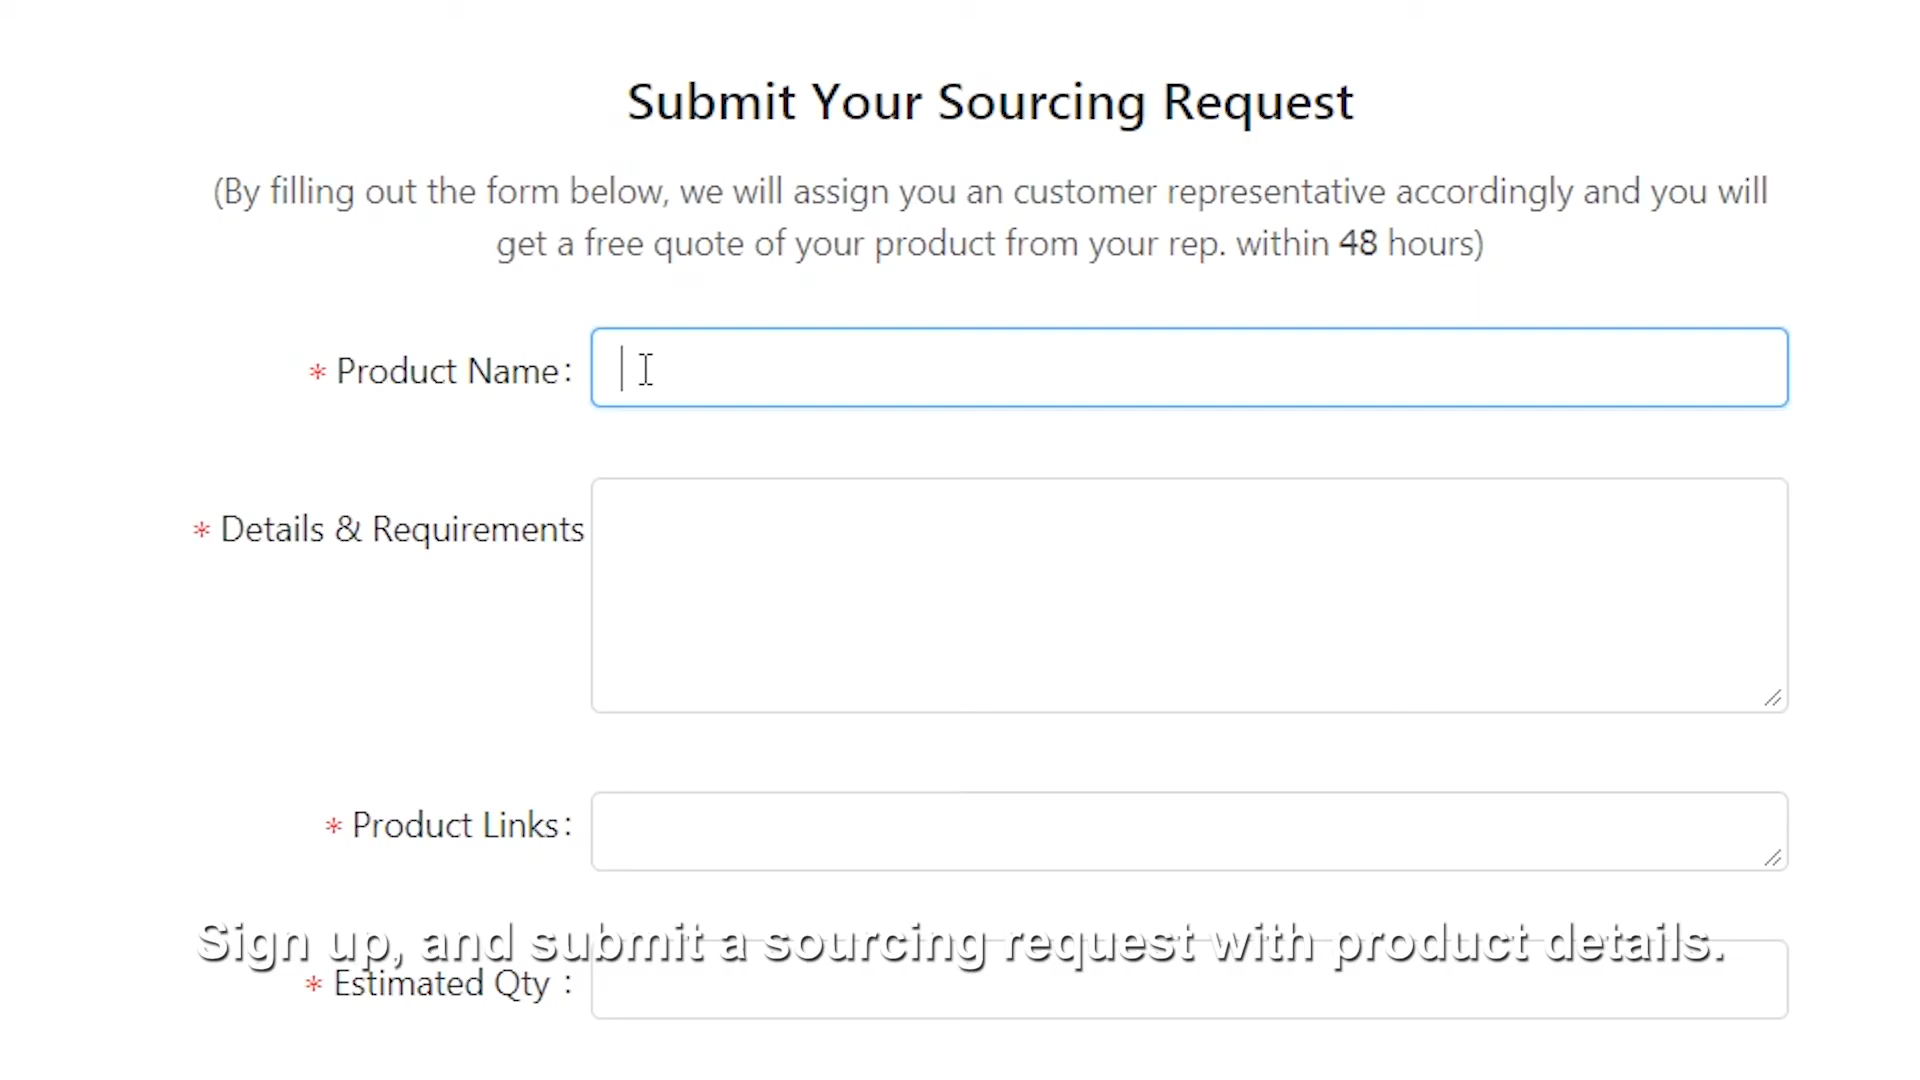 Submit Your Sourcing Request
(By filling out the form below, we will assign you an customer representative accordingly and you will
get a free quote of your product from your rep. within 48 hours)
* Product Name:
* Details & Requirements
* Product Links:
Sign up, and submit a sourcing request with product details.
* Estimated Qty :